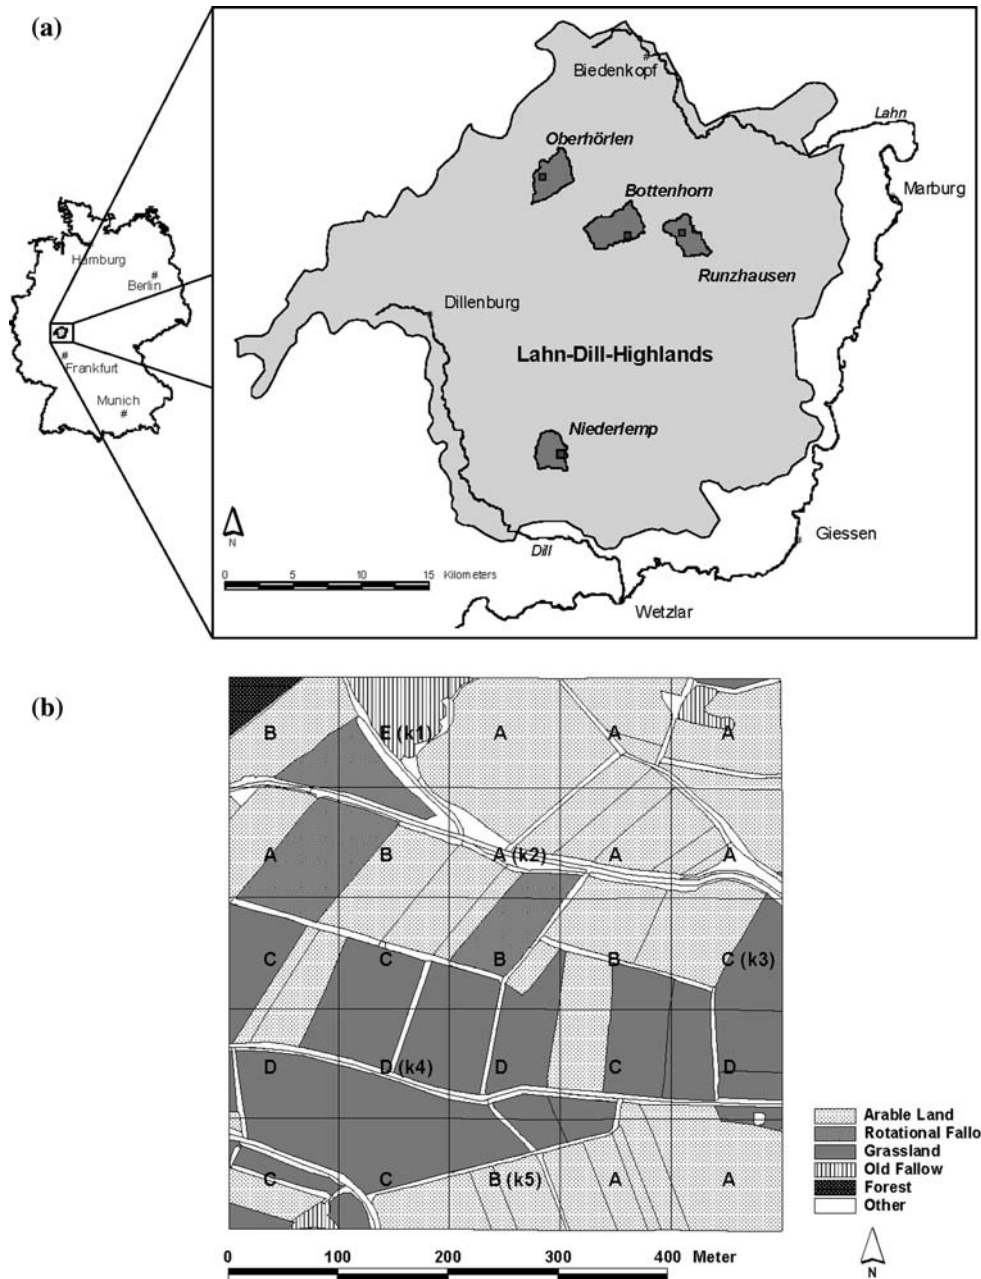 (a)
Biedenkopf
Lahn
Oberhörlen
Marburg
Bottenhorn
Hamburg
Berlin
Runzhausen
Dillenburg
Lahn-Dill-Highlands
Frankfurt
Munich
Niederlemp
N
Giessen
Dill
0 5 10 15 Kilometers
Wetzlar
(b)
B E (k1) A A A
A B A (k2) A A
C C B B C (k3)
D D (k4) D C D
C C B (k5) A A
Arable Land
Rotational Fallo
Grassland
Old Fallow
Forest
Other
0 100 200 300 400 Meter
N